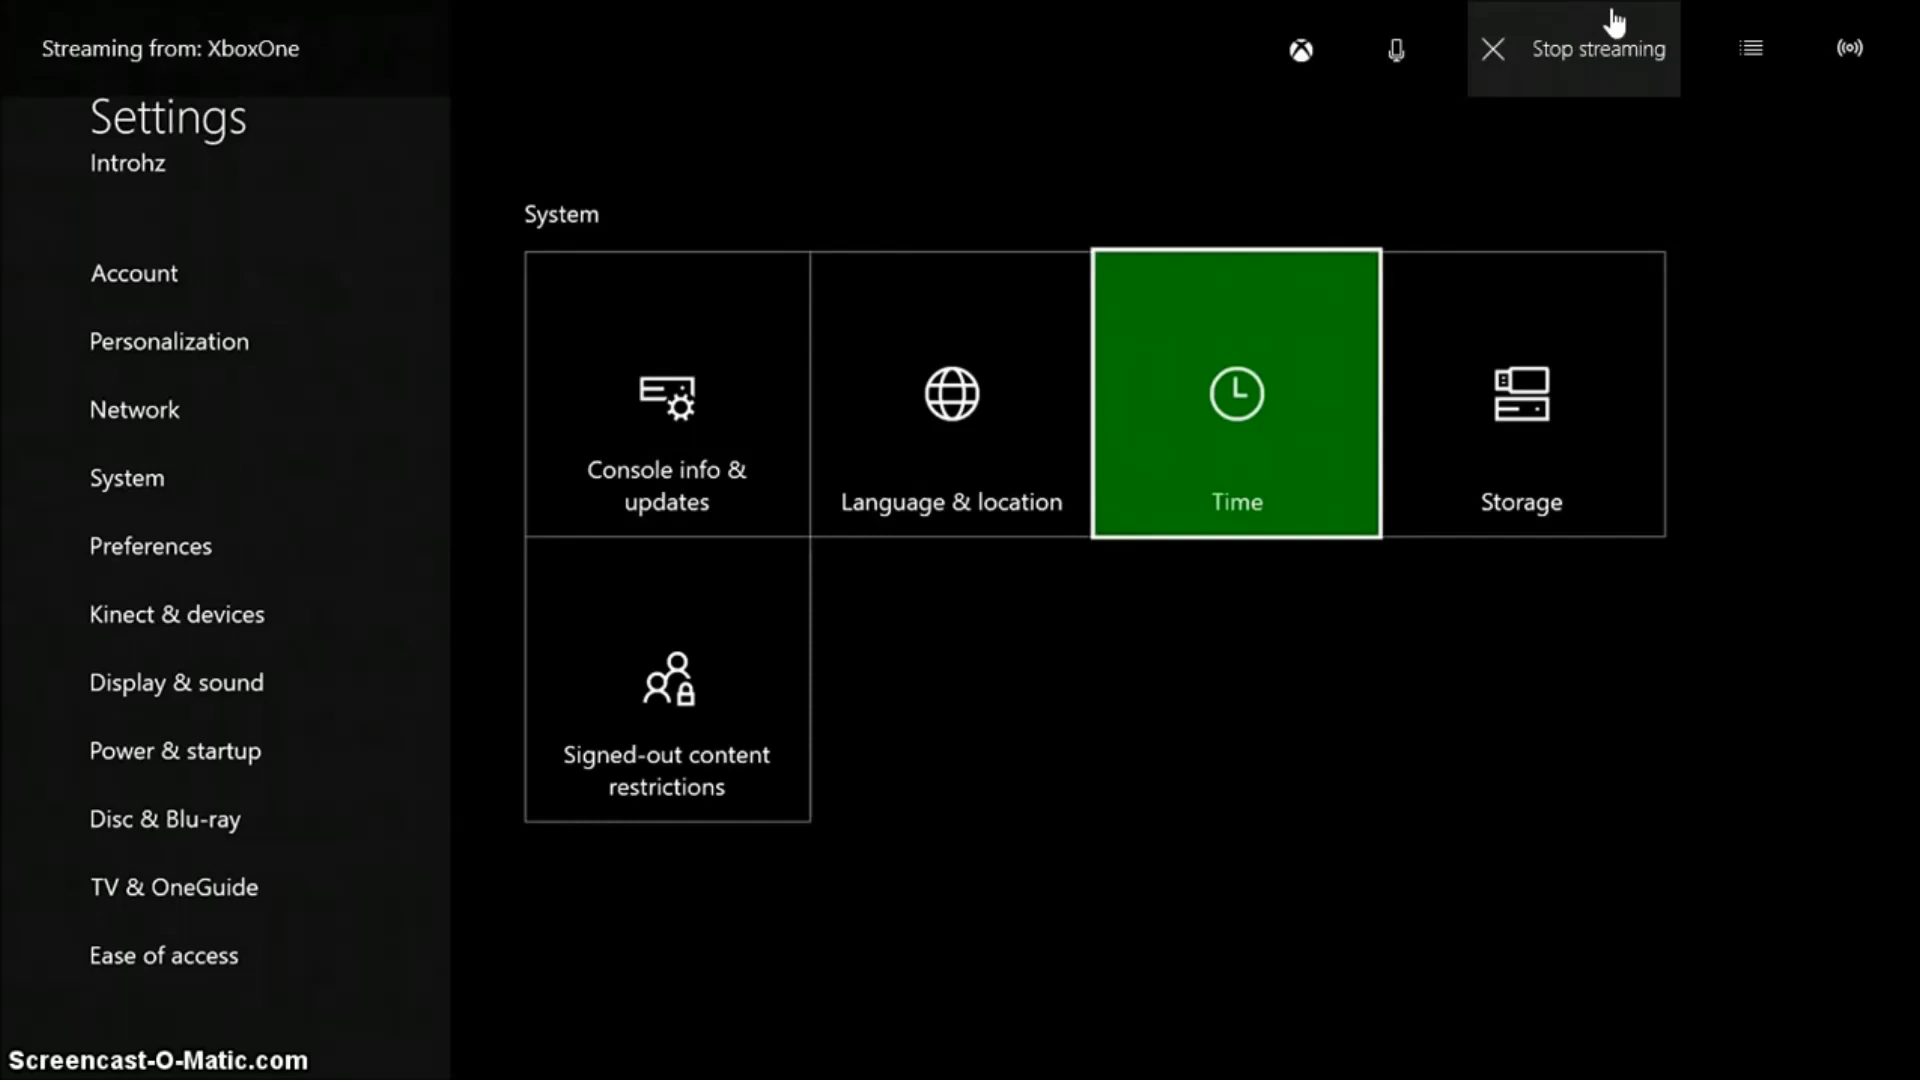 Streaming from: XboxOne
Stop streaming
Settings
Introhz
Account
Personalization
Network
System
Preferences
Kinect & devices
Display & sound
Power & startup
Disc & Blu-ray
TV & OneGuide
Ease of access
System
Console info &
updates
Language & location
Time
Storage
Signed-out content
restrictions
Screencast-O-Matic.com